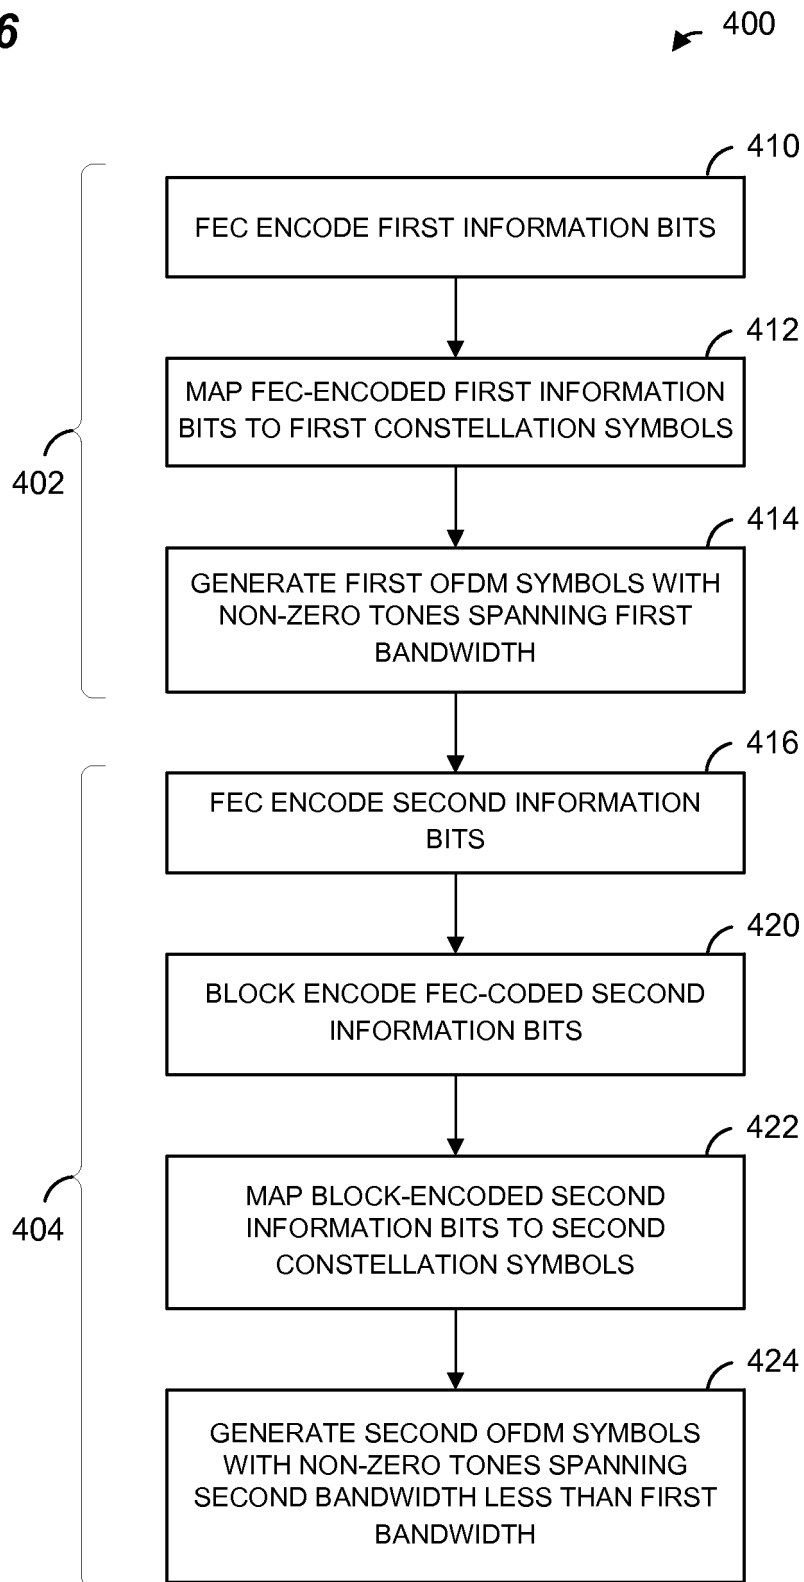 6
400
410
FEC ENCODE FIRST INFORMATION BITS
412
MAP FEC-ENCODED FIRST INFORMATION
BITS TO FIRST CONSTELLATION SYMBOLS
402
414
GENERATE FIRST OFDM SYMBOLS WITH
NON-ZERO TONES SPANNING FIRST
BANDWIDTH
416
FEC ENCODE SECOND INFORMATION
BITS
420
BLOCK ENCODE FEC-CODED SECOND
INFORMATION BITS
422
MAP BLOCK-ENCODED SECOND
INFORMATION BITS TO SECOND
CONSTELLATION SYMBOLS
404
424
GENERATE SECOND OFDM SYMBOLS
WITH NON-ZERO TONES SPANNING
SECOND BANDWIDTH LESS THAN FIRST
BANDWIDTH